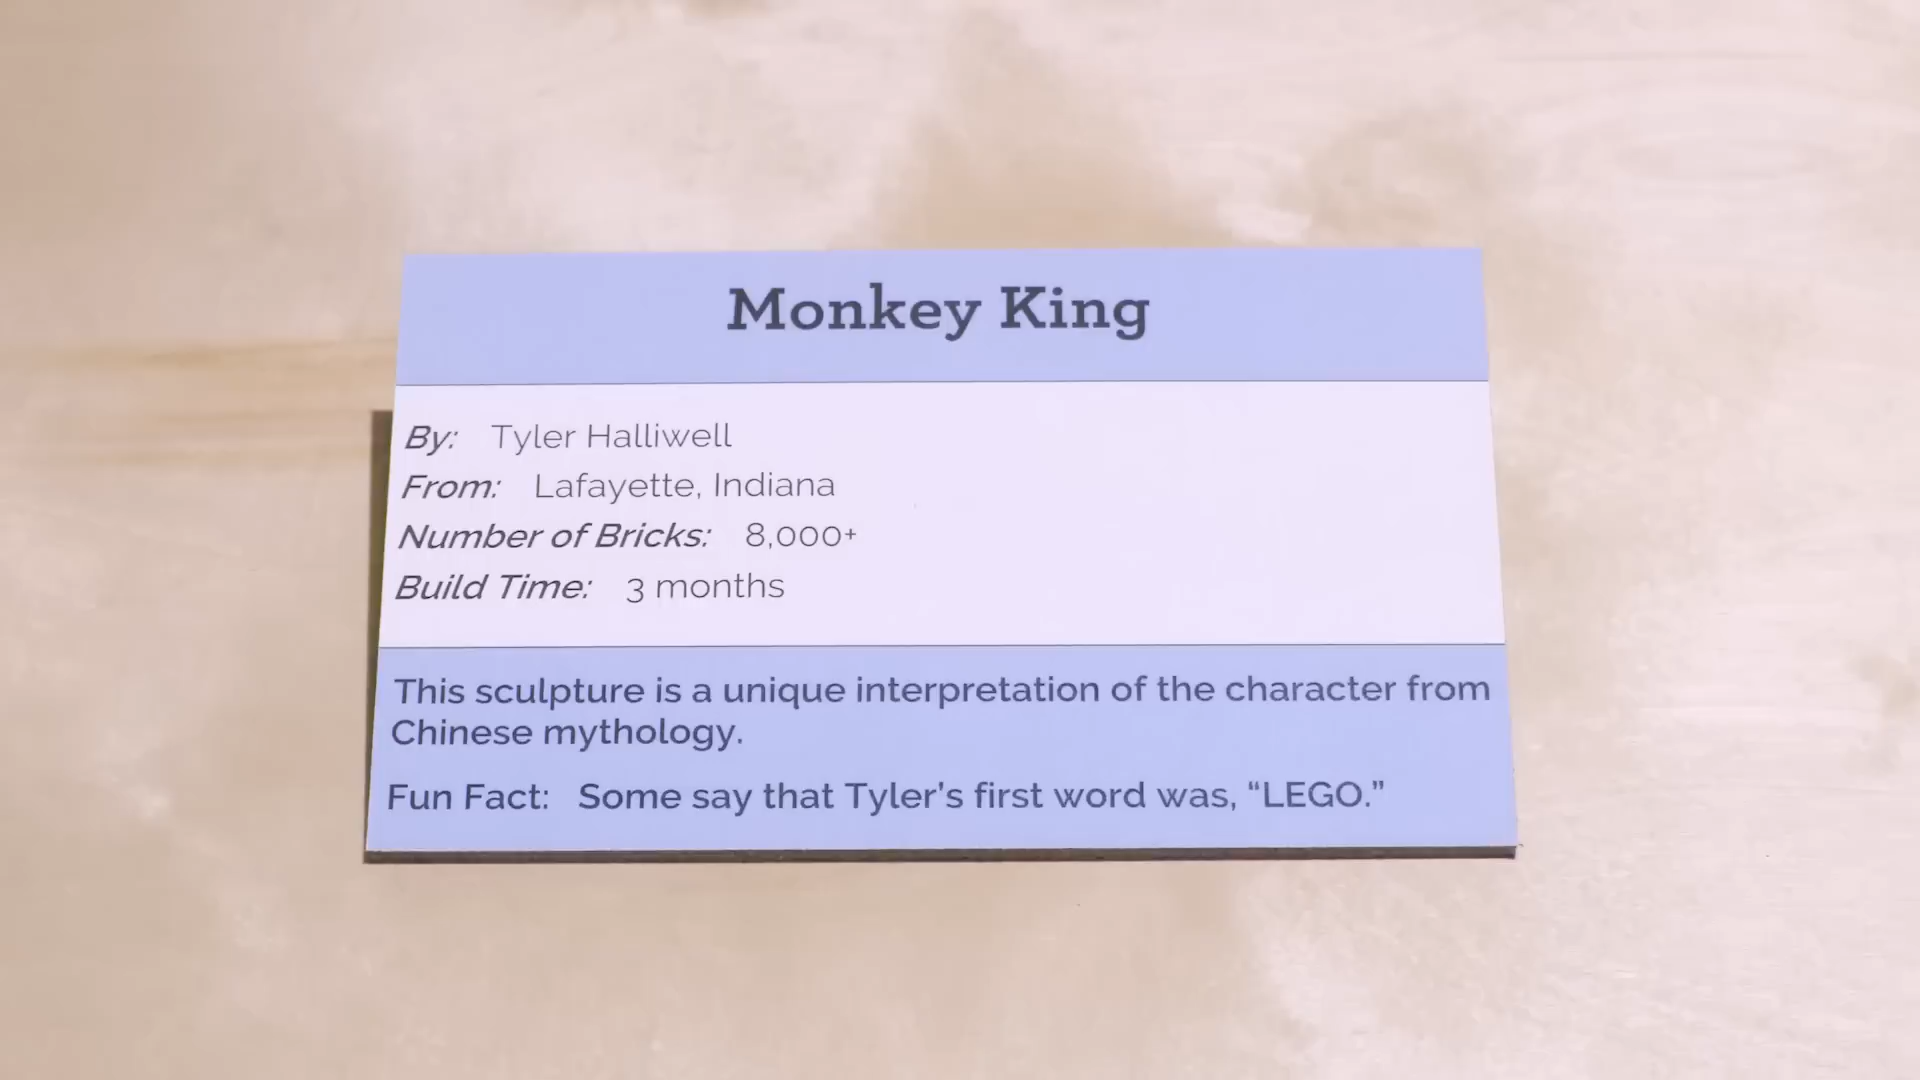 Monkey King
By: Tyler Halliwell
From: Lafayette, Indiana
Number of Bricks: 8,000+
Build Time: 3 months
This sculpture is a unique interpretation of the character from
Chinese mythology.
Fun Fact: Some say that Tyler’s first word was, “LEGO.”